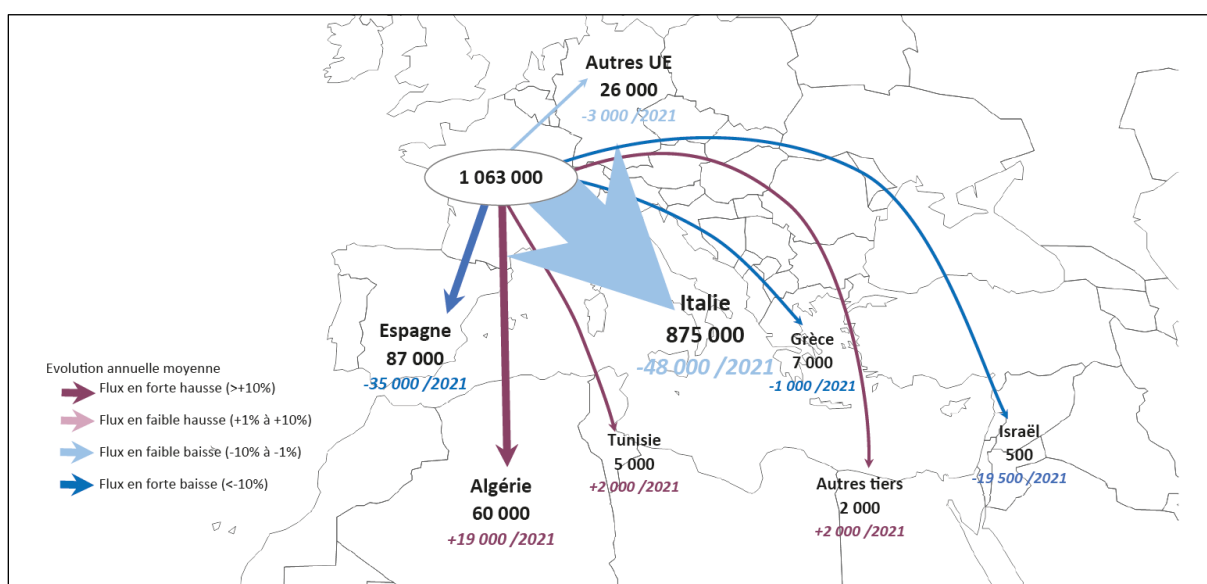 Autres UE
26 000
-3 000 /2021
1 063 000
Italie
875 000
-48 000 /2021
Espagne
87 000
-35 000 /2021
Grèce
7 000
-1 000 /2021
Evolution annuelle moyenne
Flux en forte hausse (>+10%)
Flux en faible hausse (+1% à +10%)
Flux en faible baisse (-10% à -1%)
Flux en forte baisse (<-10%)
Tunisie
5 000
+2 000 /2021
Algérie
60 000
+19 000 /2021
Autres tiers
2 000
+2 000 /2021
Israël
500
-19 500 /2021